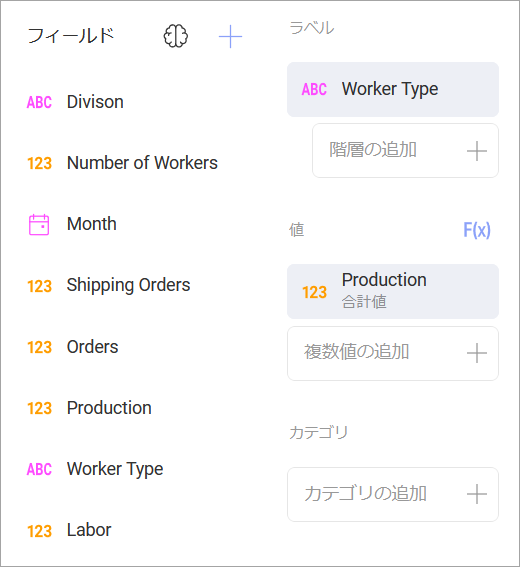 フィールド
ABC Divison
123 Number of Workers
Month
123 Shipping Orders
123 Orders
123 Production
ABC Worker Type
123 Labor
ラベル
ABC Worker Type
階層の追加
値 F(x)
123 Production
合計値
複数値の追加
カテゴリ
カテゴリの追加